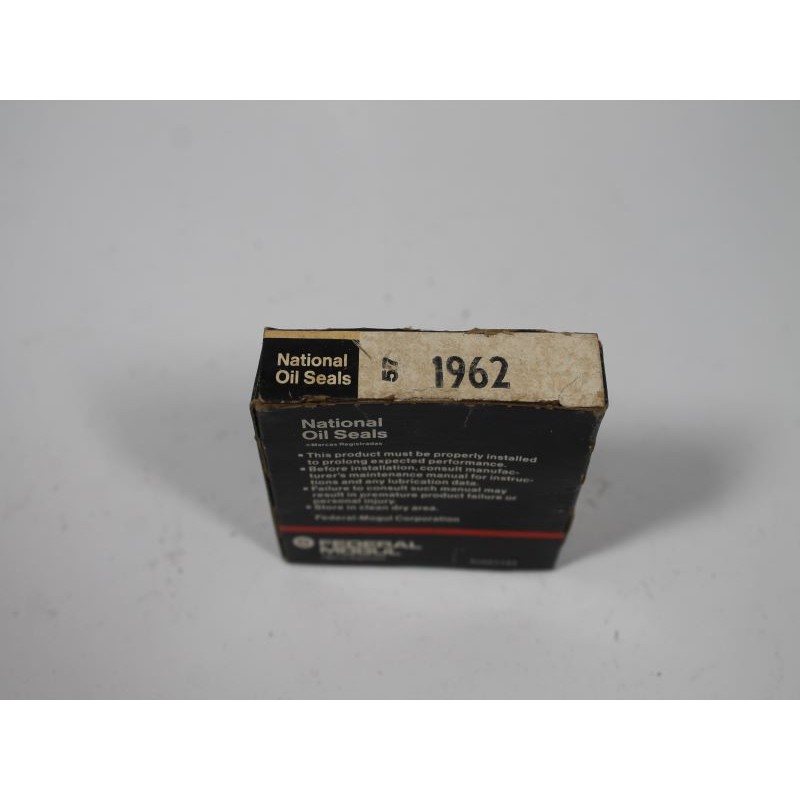 National
Oil Seals
57 1962
National
Oil Seals
Marcas Registradas
• This product must be properly installed
to prolong expected performance.
• Before installation, consult manufac-
turer's maintenance manual for instruc-
tions and any lubrication data.
• Failure to consult such manual may
result in premature product failure or
personal injury.
• Store in clean dry area.
Federal-Mogul Corporation
FEDERAL
MOGUL